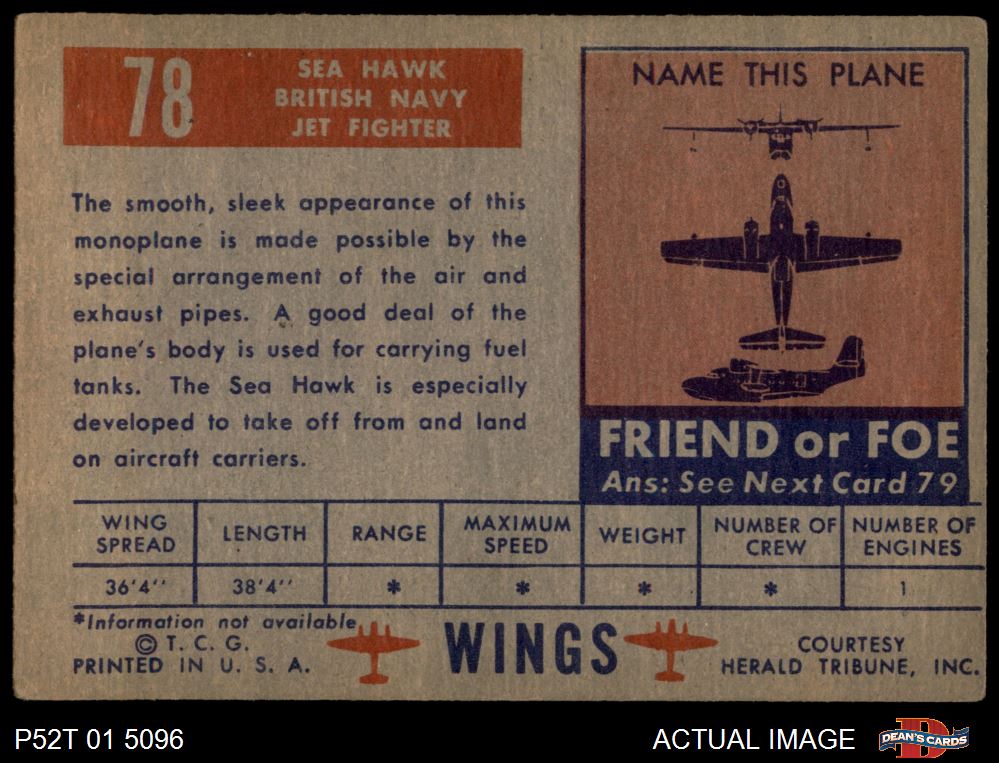 78
SEA HAWK
BRITISH NAVY
JET FIGHTER
The smooth, sleek appearance of this
monoplane is made possible by the
special arrangement of the air and
exhaust pipes. A good deal of the
plane's body is used for carrying fuel
tanks. The Sea Hawk is especially
developed to take off from and land
on aircraft carriers.
NAME THIS PLANE
FRIEND or FOE
Ans: See Next Card 79
WING SPREAD LENGTH RANGE MAXIMUM SPEED WEIGHT NUMBER OF CREW NUMBER OF ENGINES
36'4'' 38'4'' * * * * 1
*Information not available
© T. C. G.
PRINTED IN U. S. A.
WINGS
COURTESY
HERALD TRIBUNE, INC.
P52T 01 5096
ACTUAL IMAGE
D
DEAN'S CARDS